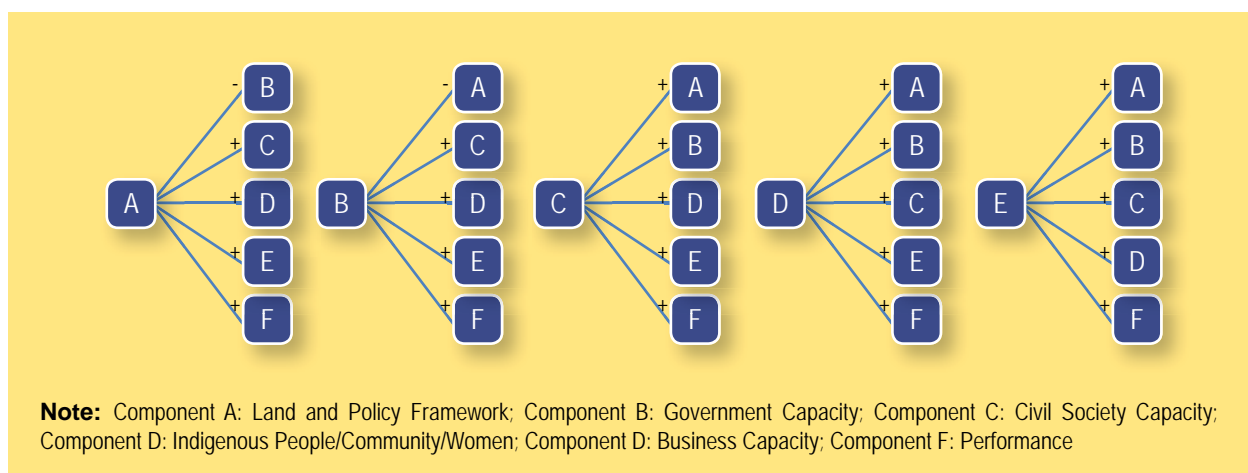 - B - A + A + A + A
+ C + C + B + B + B
A + D B + D C + D D + C E + C
+ E + E + E + E + D
+ F F + F + F + F
Note: Component A: Land and Policy Framework; Component B: Government Capacity; Component C: Civil Society Capacity;
Component D: Indigenous People/Community/Women; Component D: Business Capacity; Component F: Performance